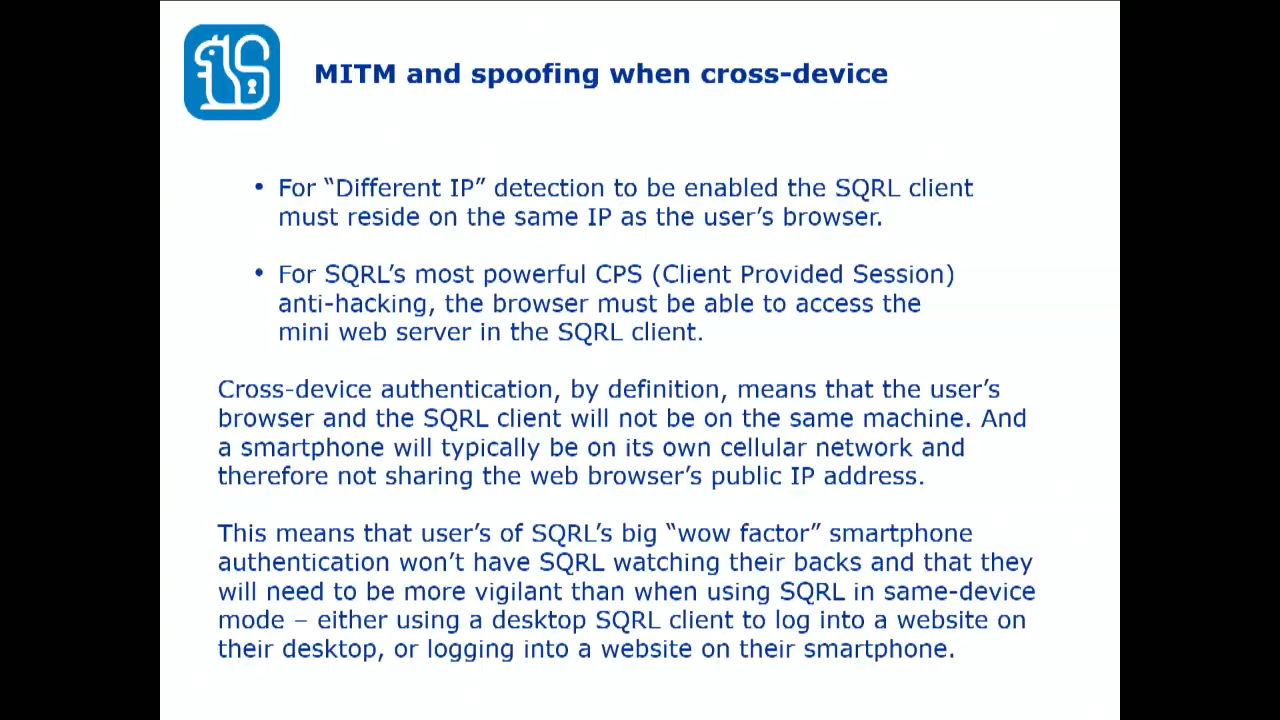 MITM and spoofing when cross-device
• For “Different IP” detection to be enabled the SQRL client
must reside on the same IP as the user’s browser.
• For SQRL’s most powerful CPS (Client Provided Session)
anti-hacking, the browser must be able to access the
mini web server in the SQRL client.
Cross-device authentication, by definition, means that the user’s
browser and the SQRL client will not be on the same machine. And
a smartphone will typically be on its own cellular network and
therefore not sharing the web browser’s public IP address.
This means that user’s of SQRL’s big “wow factor” smartphone
authentication won’t have SQRL watching their backs and that they
will need to be more vigilant than when using SQRL in same-device
mode – either using a desktop SQRL client to log into a website on
their desktop, or logging into a website on their smartphone.